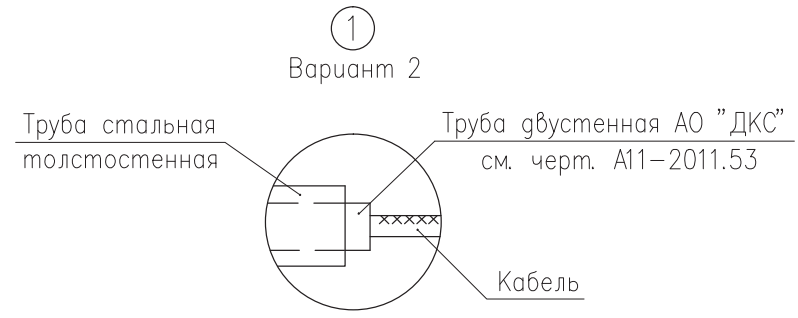 1
Вариант 2
Труба стальная
толстостенная
Труба двустенная АО "ДКС"
см. черт. А11-2011.53
Кабель